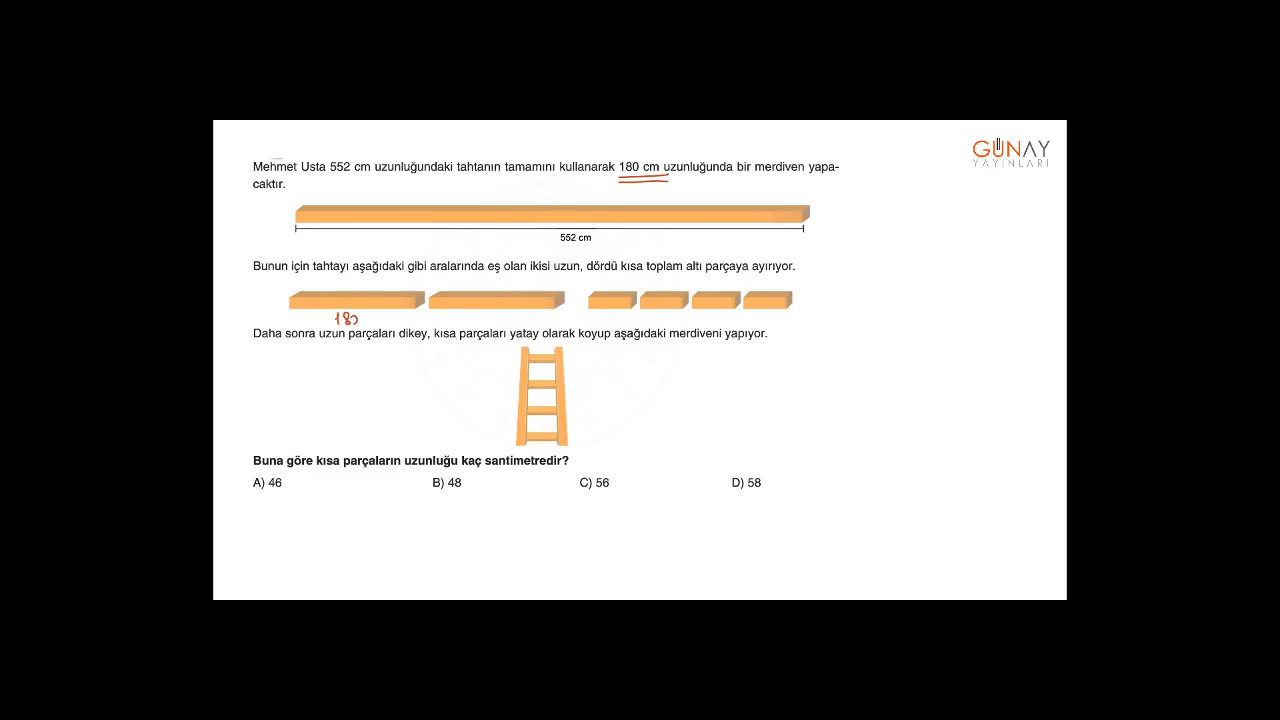 GÜNAY
YAYINLARI
Mehmet Usta 552 cm uzunluğundaki tahtanın tamamını kullanarak 180 cm uzunluğunda bir merdiven yapa-
caktır.
552 cm
Bunun için tahtayı aşağıdaki gibi aralarında eş olan ikisi uzun, dördü kısa toplam altı parçaya ayırıyor.
180
Daha sonra uzun parçaları dikey, kısa parçaları yatay olarak koyup aşağıdaki merdiveni yapıyor.
Buna göre kısa parçaların uzunluğu kaç santimetredir?
A) 46 B) 48 C) 56 D) 58